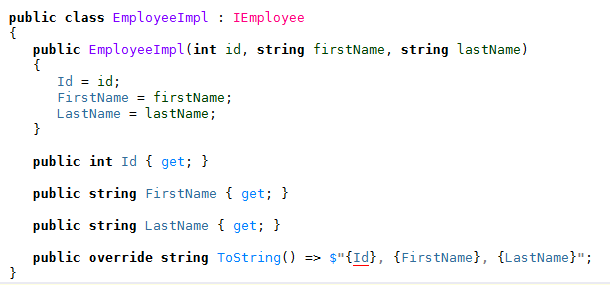 public class EmployeeImpl : IEmployee
{
   public EmployeeImpl(int id, string firstName, string lastName)
   {
      Id = id;
      FirstName = firstName;
      LastName = lastName;
   }

   public int Id { get; }

   public string FirstName { get; }

   public string LastName { get; }

   public override string ToString() => $"{Id}, {FirstName}, {LastName}";
}